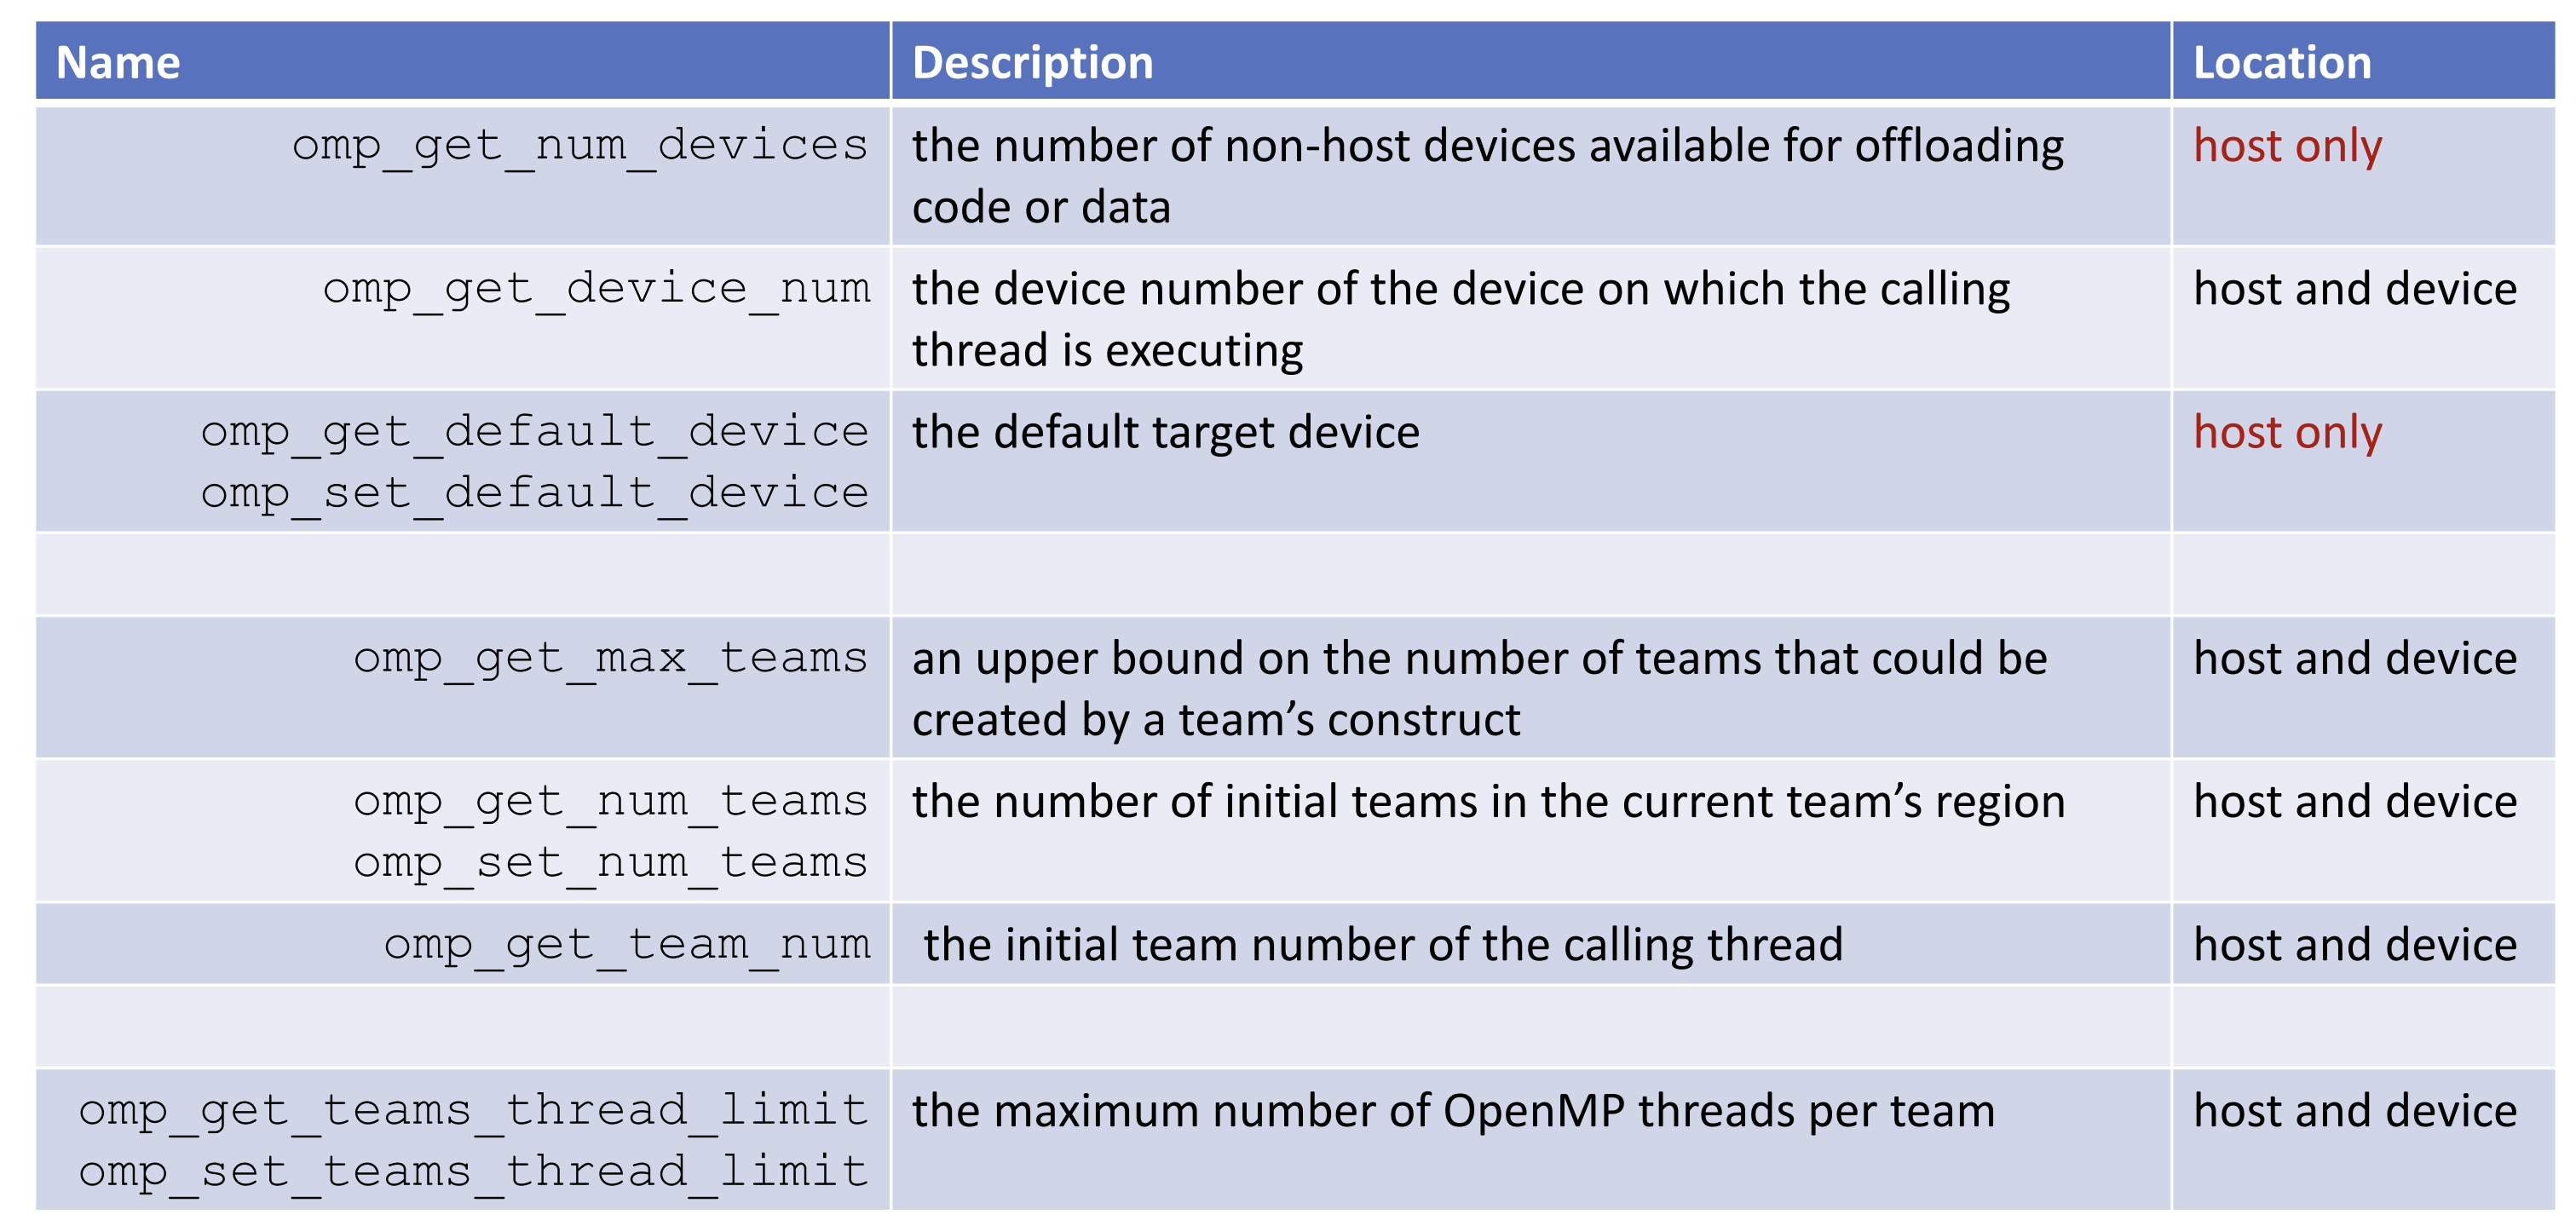 Name Description Location
omp_get_num_devices the number of non-host devices available for offloading host only
code or data
omp_get_device_num the device number of the device on which the calling host and device
thread is executing
omp_get_default_device the default target device host only
omp_set_default_device
omp_get_max_teams an upper bound on the number of teams that could be host and device
created by a team’s construct
omp_get_num_teams the number of initial teams in the current team’s region host and device
omp_set_num_teams
omp_get_team_num the initial team number of the calling thread host and device
omp_get_teams_thread_limit the maximum number of OpenMP threads per team host and device
omp_set_teams_thread_limit